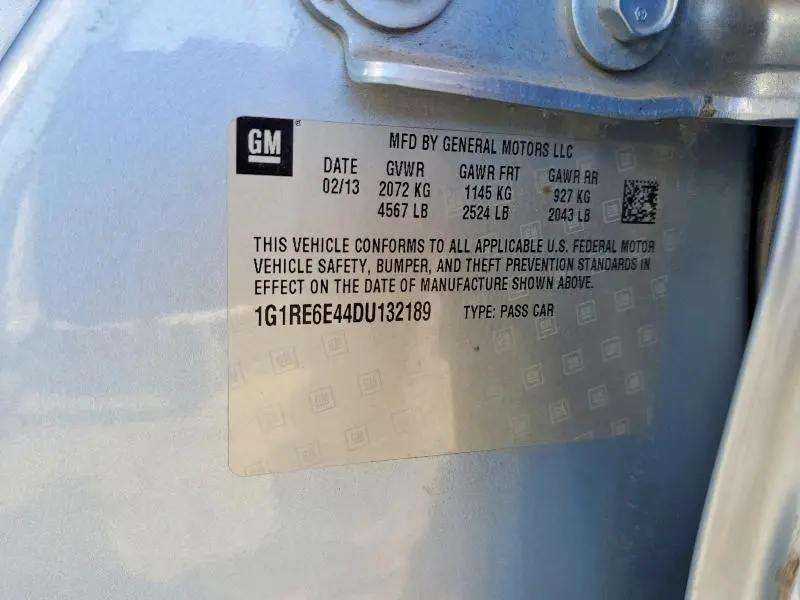 GM
MFD BY GENERAL MOTORS LLC
DATE GVWR GAWR FRT GAWR RR
02/13 2072 KG 1145 KG 927 KG
4567 LB 2524 LB 2043 LB
THIS VEHICLE CONFORMS TO ALL APPLICABLE U.S. FEDERAL MOTOR
VEHICLE SAFETY, BUMPER, AND THEFT PREVENTION STANDARDS IN
EFFECT ON THE DATE OF MANUFACTURE SHOWN ABOVE.
1G1RE6E44DU132189 TYPE: PASS CAR